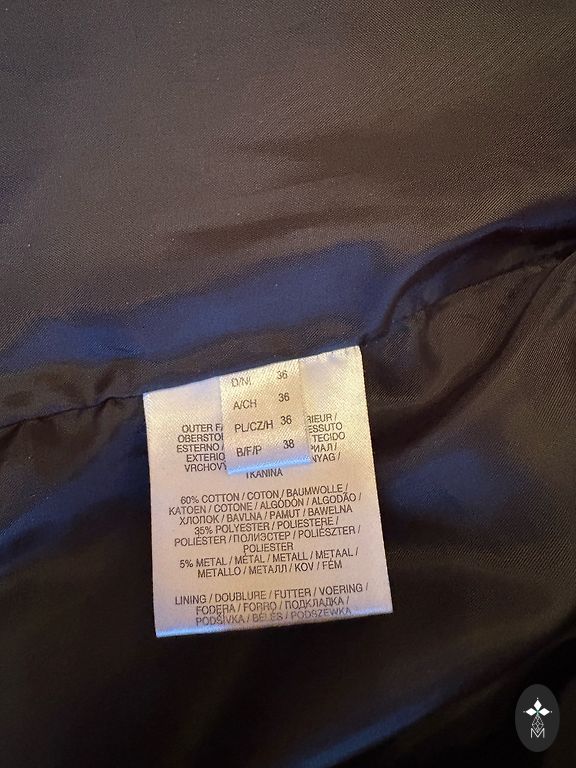 D/NL 36
A/CH 36
PL/CZ/H 36
B/F/P 38
OUTER
OBERSTO
ESTERNO /
EXTERIO
VRCHOV
TKANINA
60% COTTON / COTON / BAUMWOLLE /
KATOEN / COTONE / ALGODÓN / ALGODÃO /
ХЛОПОК / BAVLNA / PAMUT / BAWELNA
35% POLYESTER / POLIESTERE /
POLIÉSTER / ПОЛИЭСТЕР / POLIÉSZTER /
POLIESTER
5% METAL / MÉTAL / METALL / METAAL /
METALLO / МЕТАЛЛ / KOV / FÉM
LINING / DOUBLURE / FUTTER / VOERING /
FODERA / FORRO / ПОДКЛАДКА /
PODŠÍVKA / BÉLÉS / PODSZEWKA
M